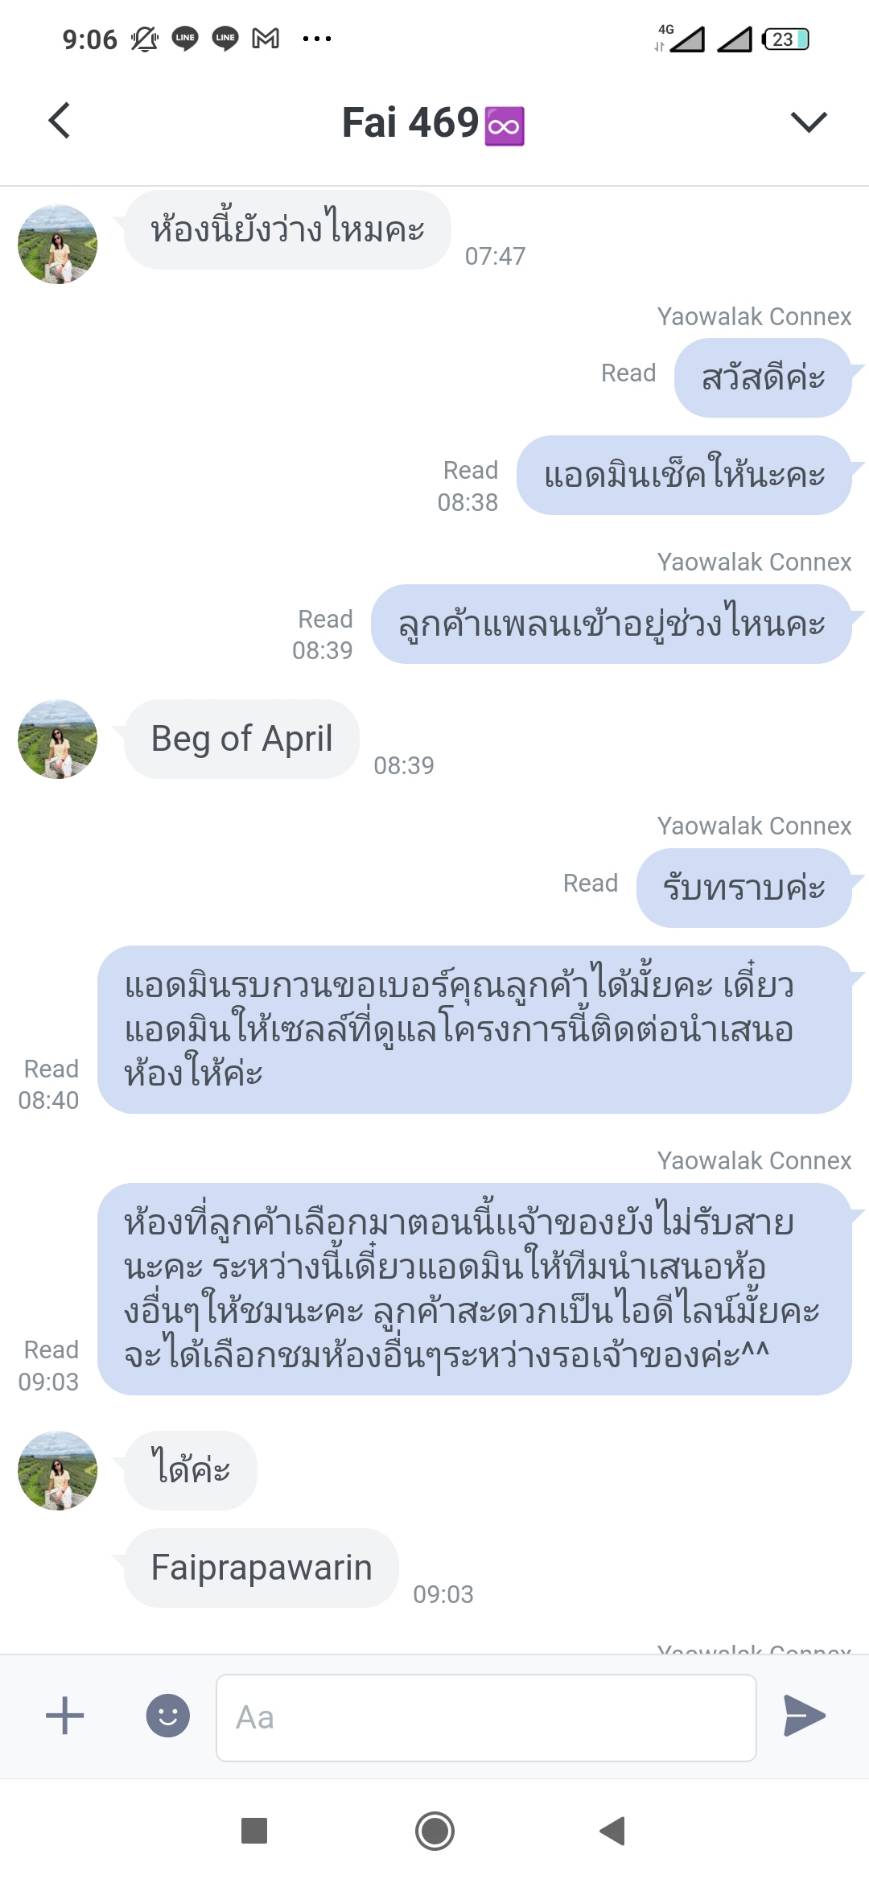 9:06
LINE
LINE
4G
23
Fai 469♾️
ห้องนี้ยังว่างไหมคะ
07:47
Yaowalak Connex
Read
สวัสดีค่ะ
Read
08:38
แอดมินเช็คให้นะคะ
Yaowalak Connex
Read
08:39
ลูกค้าแพลนเข้าอยู่ช่วงไหนคะ
Beg of April
08:39
Yaowalak Connex
Read
รับทราบค่ะ
แอดมินรบกวนขอเบอร์คุณลูกค้าได้มั้ยคะ เดี๋ยว
แอดมินให้เซลล์ที่ดูแลโครงการนี้ติดต่อนำเสนอ
ห้องให้ค่ะ
Read
08:40
Yaowalak Connex
ห้องที่ลูกค้าเลือกมาตอนนี้แจ้าของยังไม่รับสาย
นะคะ ระหว่างนี้เดี๋ยวแอดมินให้ทีมนำเสนอห้อ
งอื่นๆให้ชมนะคะ ลูกค้าสะดวกเป็นไอดีไลน์มั้ยคะ
จะได้เลือกชมห้องอื่นๆระหว่างรอเจ้าของค่ะ^^
Read
09:03
ได้ค่ะ
Faiprapawarin
09:03
Yaowalak Connex
Aa